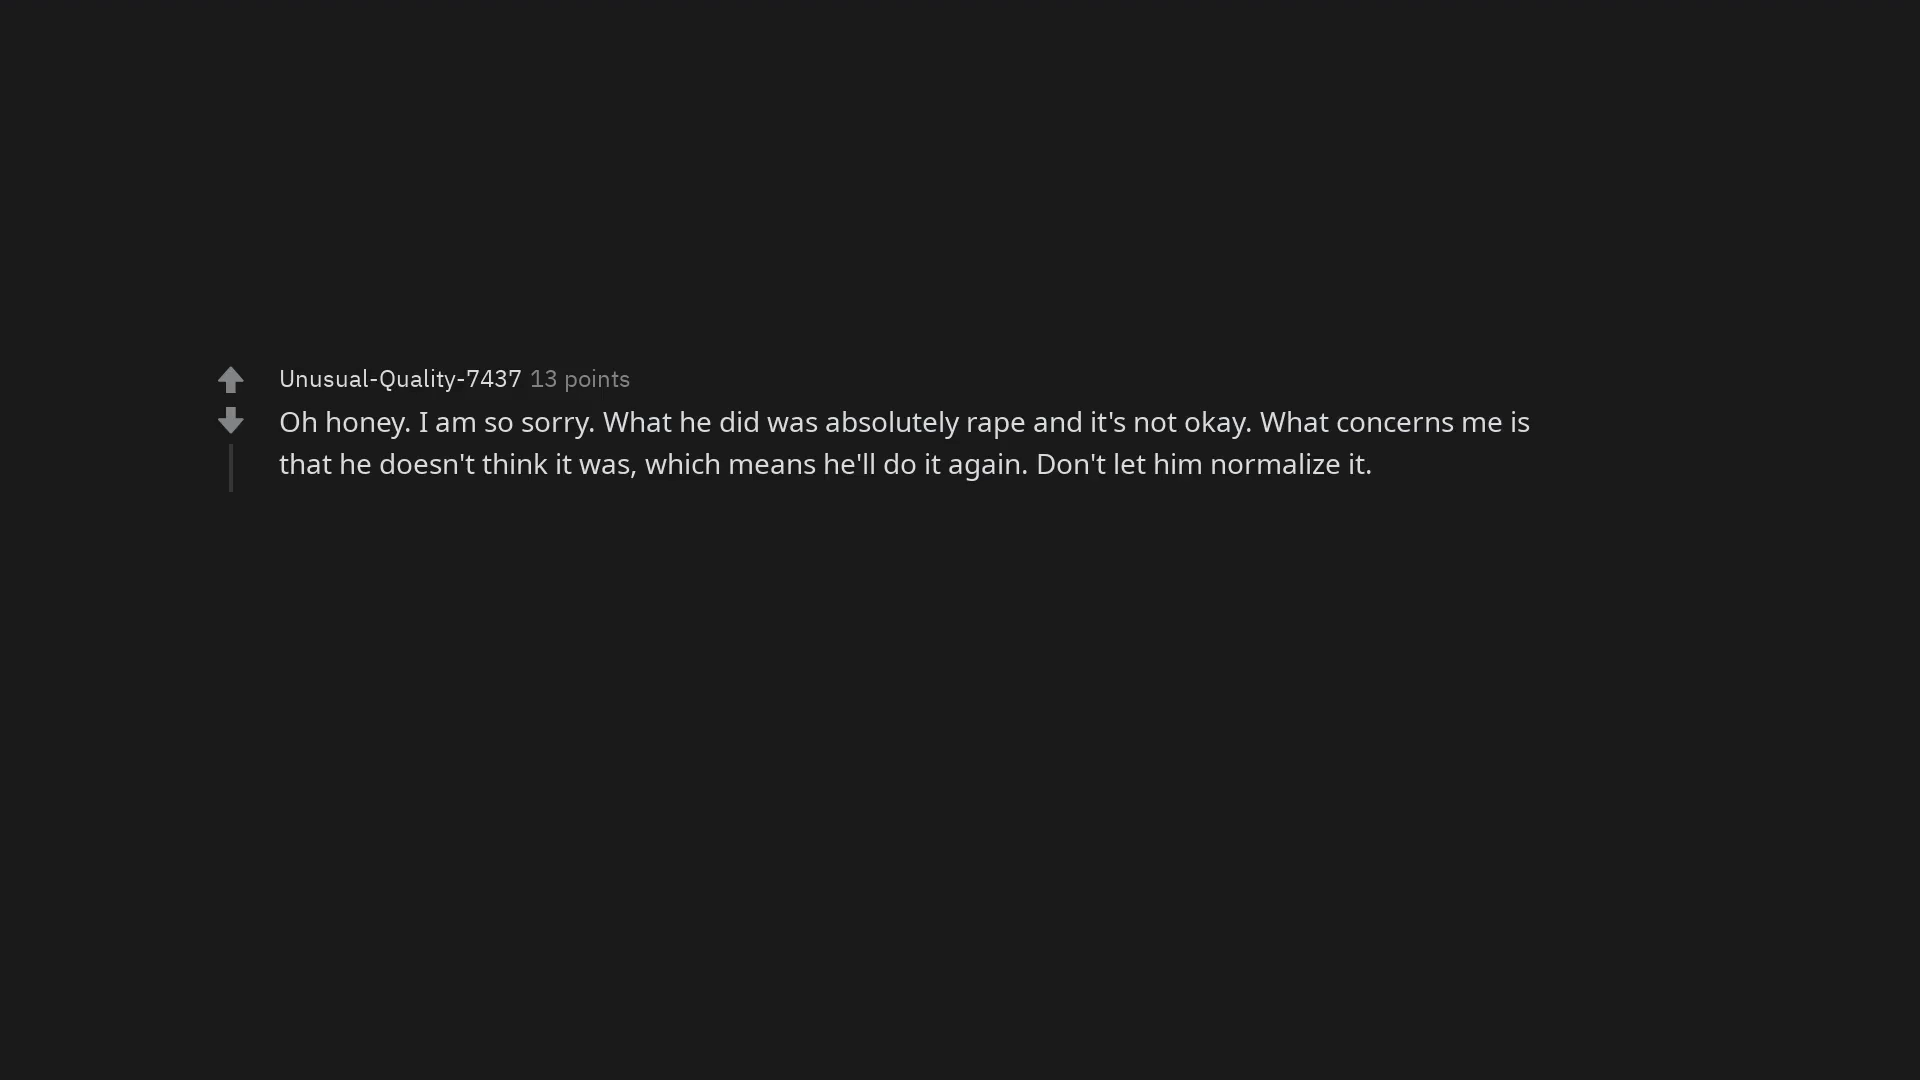 Unusual-Quality-7437 13 points
Oh honey. I am so sorry. What he did was absolutely rape and it's not okay. What concerns me is
that he doesn't think it was, which means he'll do it again. Don't let him normalize it.